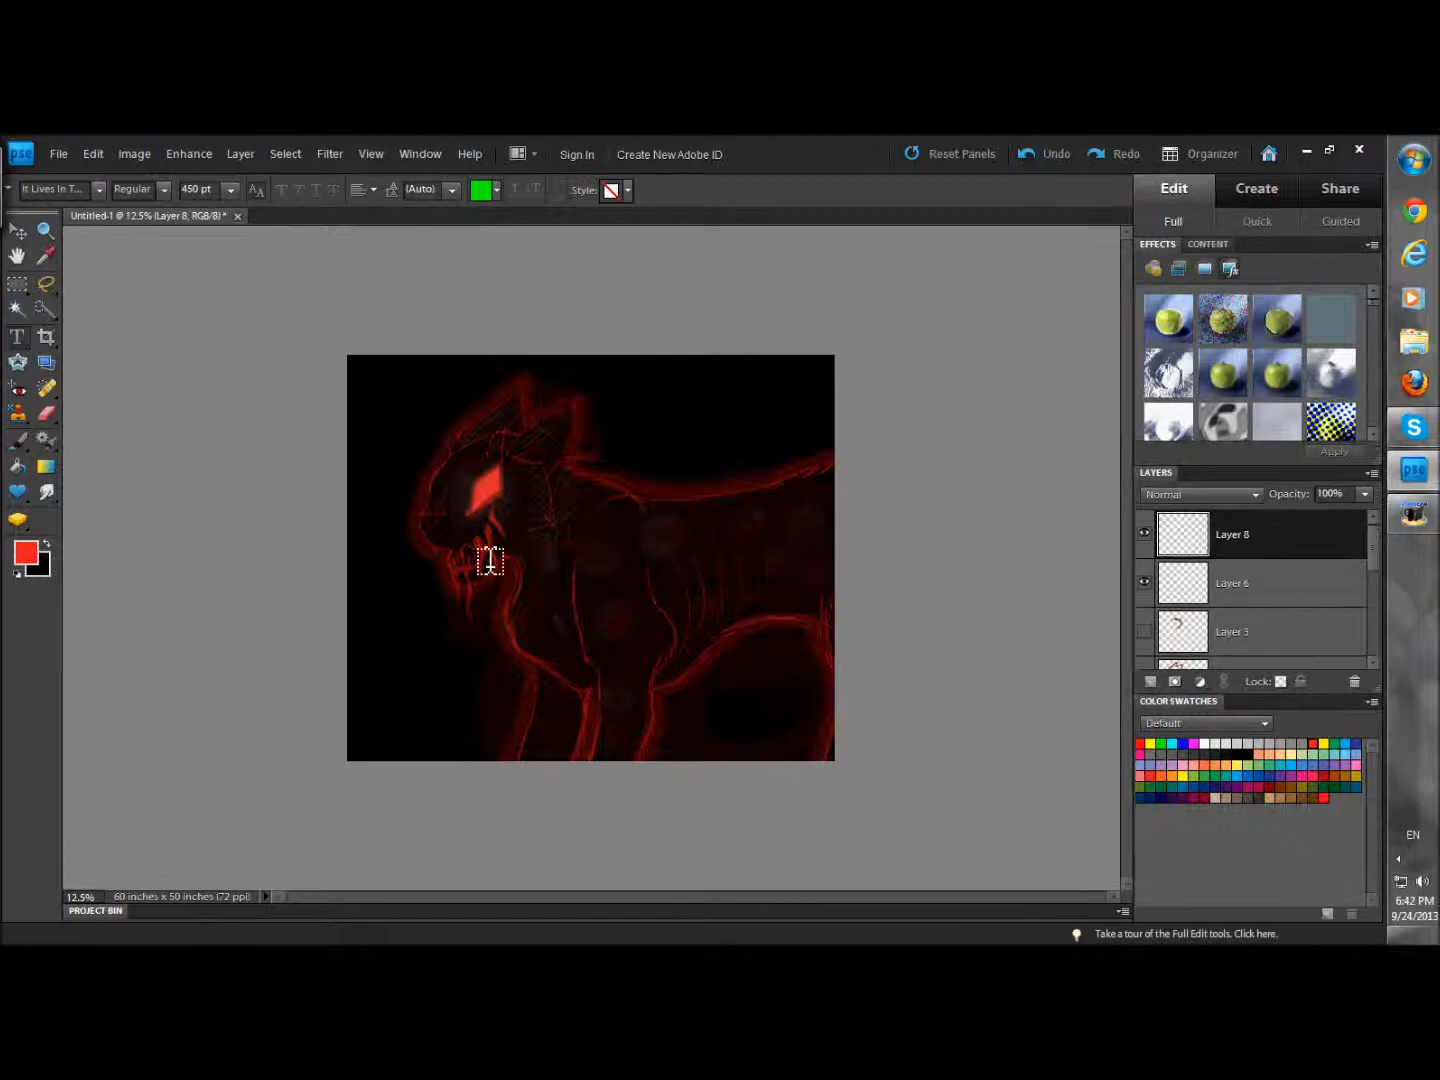 pse File Edit Image Enhance Layer Select Filter View Window Help Sign In Create New Adobe ID Reset Panels Undo Redo Organizer
It Lives In T... Regular 450 pt (Auto) Style:
Edit Create Share
Untitled-1 @ 12.5% (Layer 8, RGB/8) *
Full Quick Guided
EFFECTS CONTENT
Apply
LAYERS
Normal Opacity: 100%
Layer 8
Layer 6
Layer 3
Lock:
COLOR SWATCHES
Default
EN
12.5% 60 inches x 50 inches (72 ppi)
PROJECT BIN
6:42 PM
9/24/2013
Take a tour of the Full Edit tools. Click here.